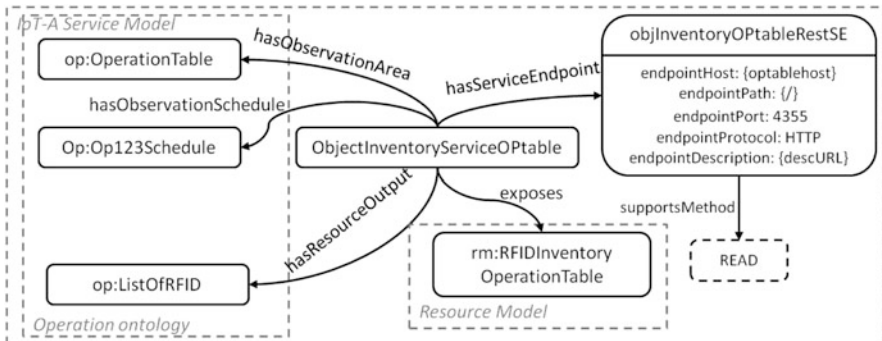 IoT-A Service Model
op:OperationTable
hasObservationArea
hasObservationSchedule
Op:Op123Schedule
ObjectInventoryServiceOPtable
hasServiceEndpoint
objInventoryOPtableRestSE
endpointHost: {optablehost}
endpointPath: {/}
endpointPort: 4355
endpointProtocol: HTTP
endpointDescription: {descURL}
hasResourceOutput
exposes
supportsMethod
op:ListOfRFID
rm:RFIDInventory
OperationTable
READ
Operation ontology
Resource Model